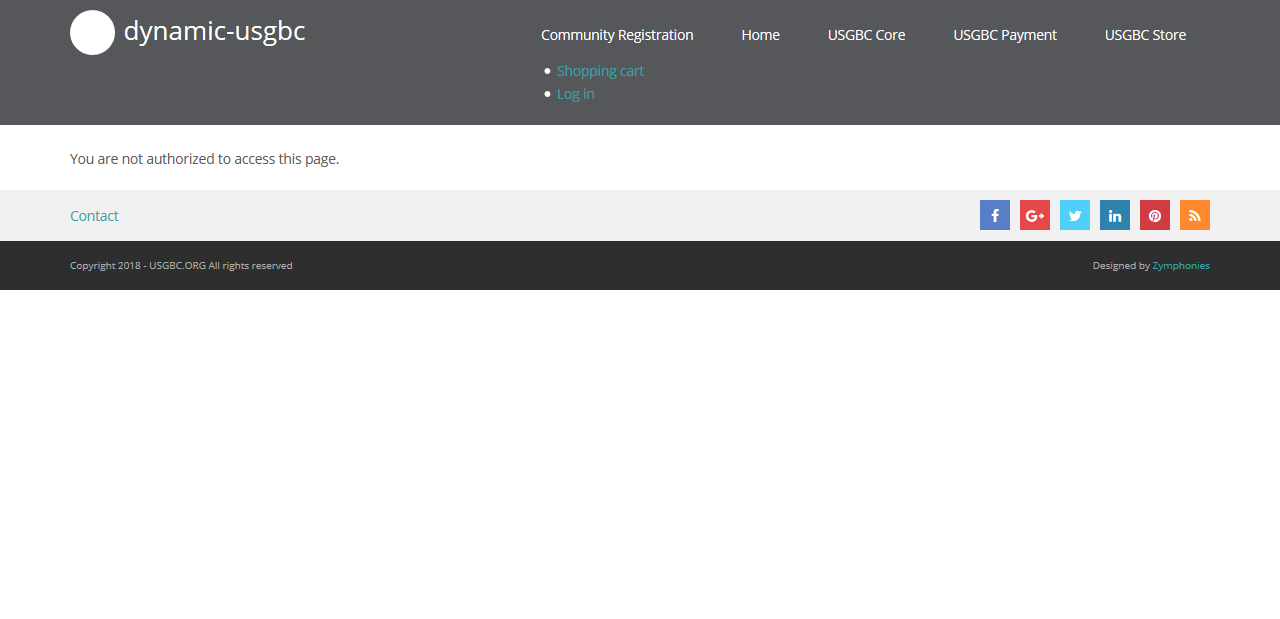 dynamic-usgbc
Community Registration Home USGBC Core USGBC Payment USGBC Store
Shopping cart
Log in
You are not authorized to access this page.
Contact
Copyright 2018 - USGBC.ORG All rights reserved
Designed by Zymphonies